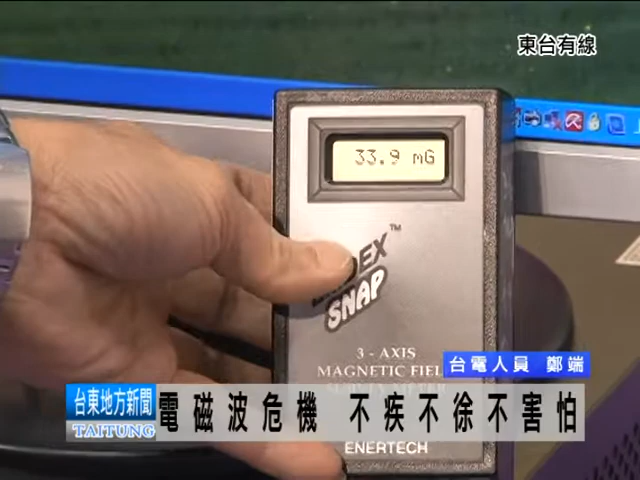 東台有線
33.9 mG
EX™
SNAP
3 - AXIS
MAGNETIC FIEL
台電人員 鄭端
台東地方新聞
TAITUNG
電磁波危機 不疾不徐不害怕
ENERTECH